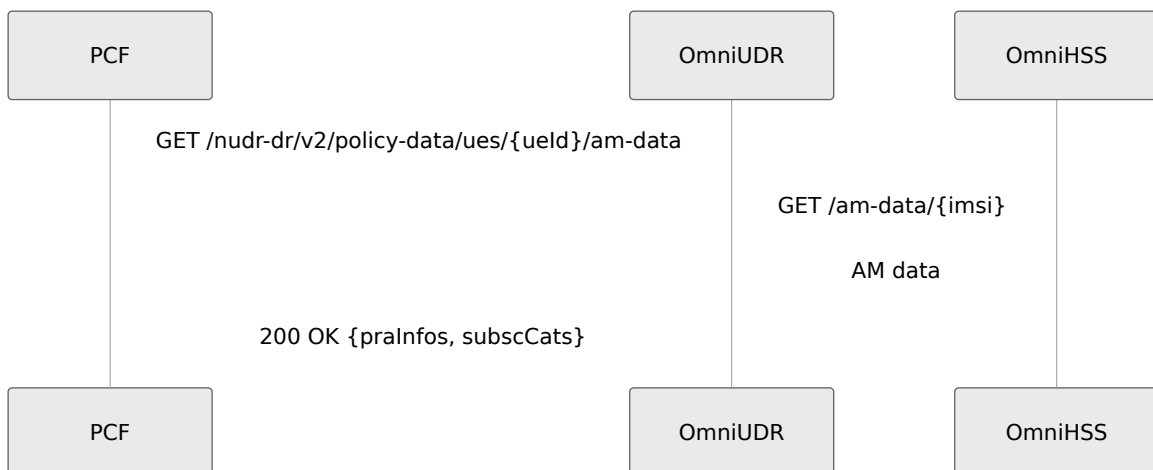 PCF
OmniUDR
OmniHSS
GET /nudr-dr/v2/policy-data/ues/{ueId}/am-data
GET /am-data/{imsi}
AM data
200 OK {praInfos, subscCats}
PCF
OmniUDR
OmniHSS